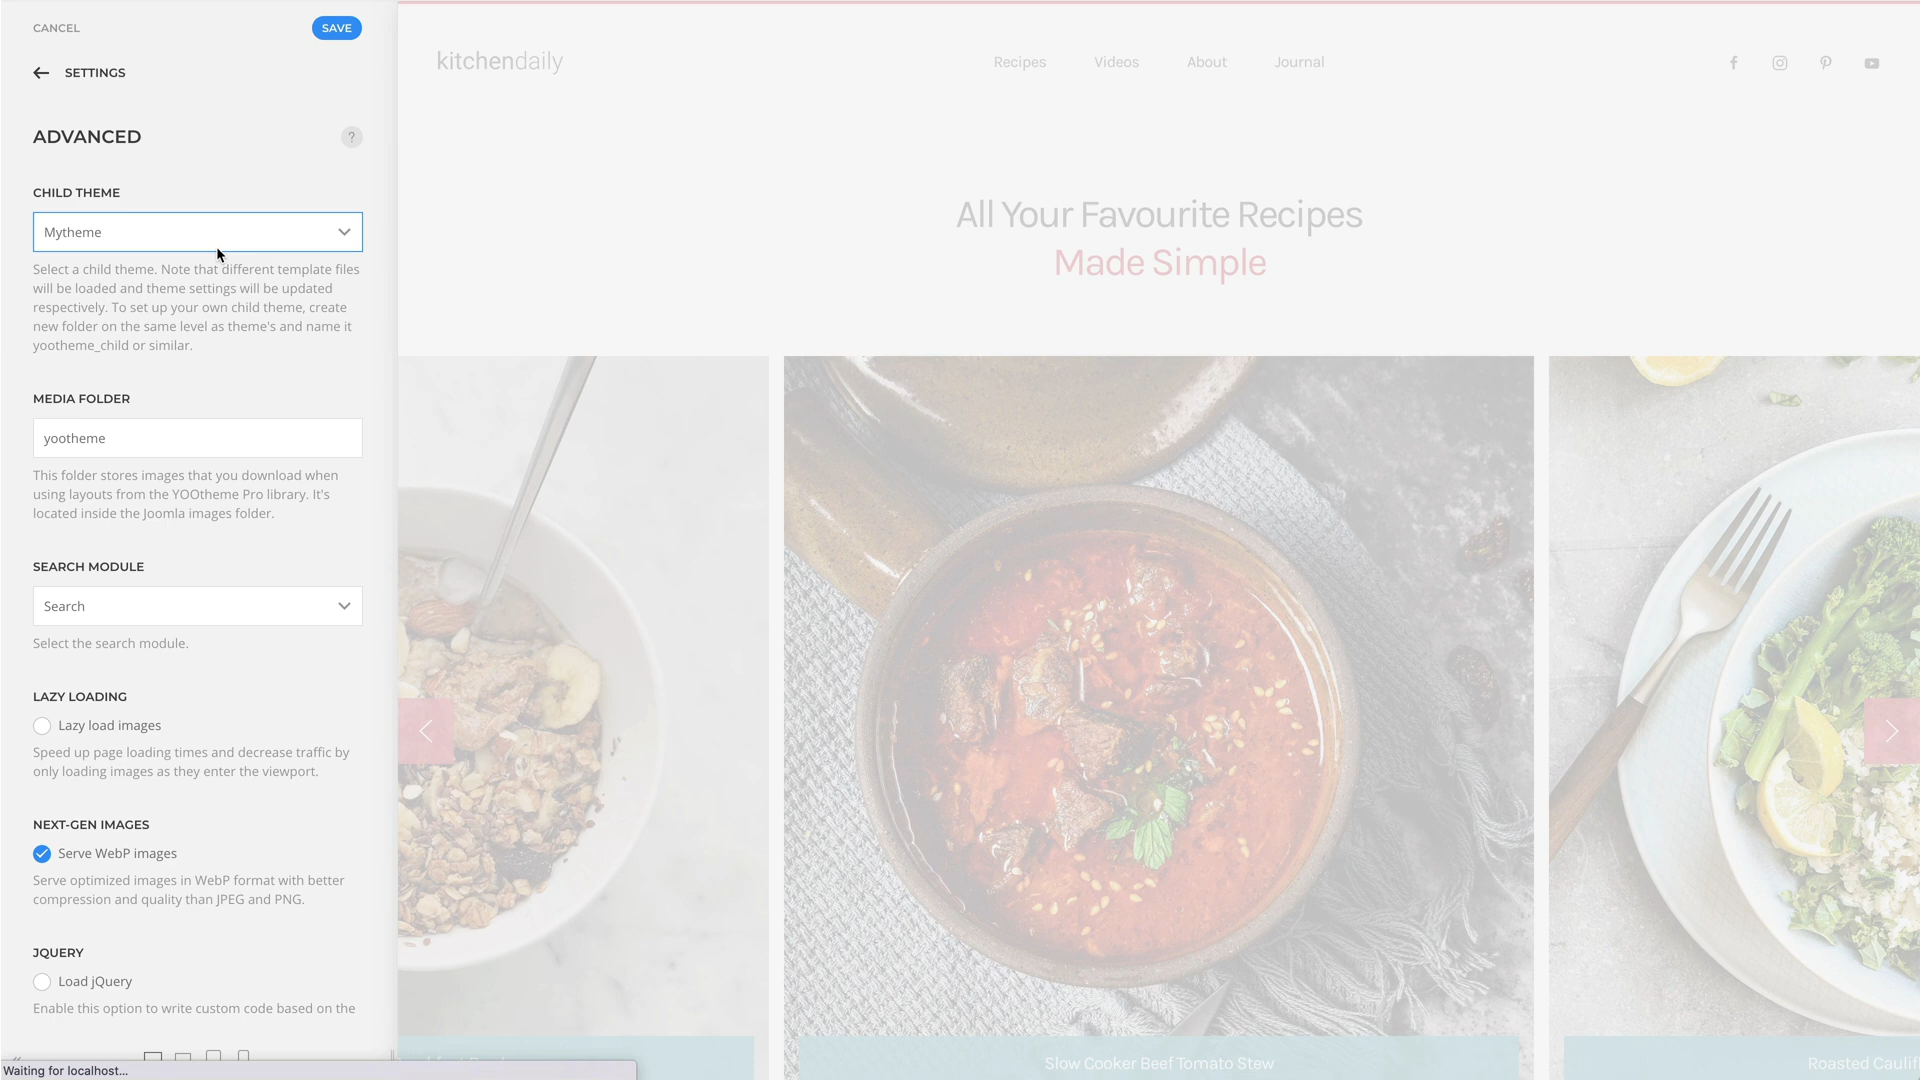 CANCEL
SAVE
SETTINGS
ADVANCED
?
CHILD THEME
Mytheme
Select a child theme. Note that different template files
will be loaded and theme settings will be updated
respectively. To set up your own child theme, create
new folder on the same level as theme's and name it
yootheme_child or similar.
MEDIA FOLDER
yootheme
This folder stores images that you download when
using layouts from the YOOtheme Pro library. It's
located inside the Joomla images folder.
SEARCH MODULE
Search
Select the search module.
LAZY LOADING
Lazy load images
Speed up page loading times and decrease traffic by
only loading images as they enter the viewport.
NEXT-GEN IMAGES
Serve WebP images
Serve optimized images in WebP format with better
compression and quality than JPEG and PNG.
JQUERY
Load jQuery
Enable this option to write custom code based on the
Waiting for localhost...
kitchendaily
Recipes Videos About Journal
All Your Favourite Recipes
Made Simple
Slow Cooker Beef Tomato Stew
Roasted